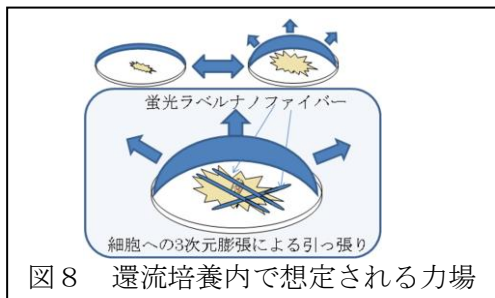 蛍光ラベルナノファイバー
細胞への3次元膨張による引っ張り
図８　還流培養内で想定される力場